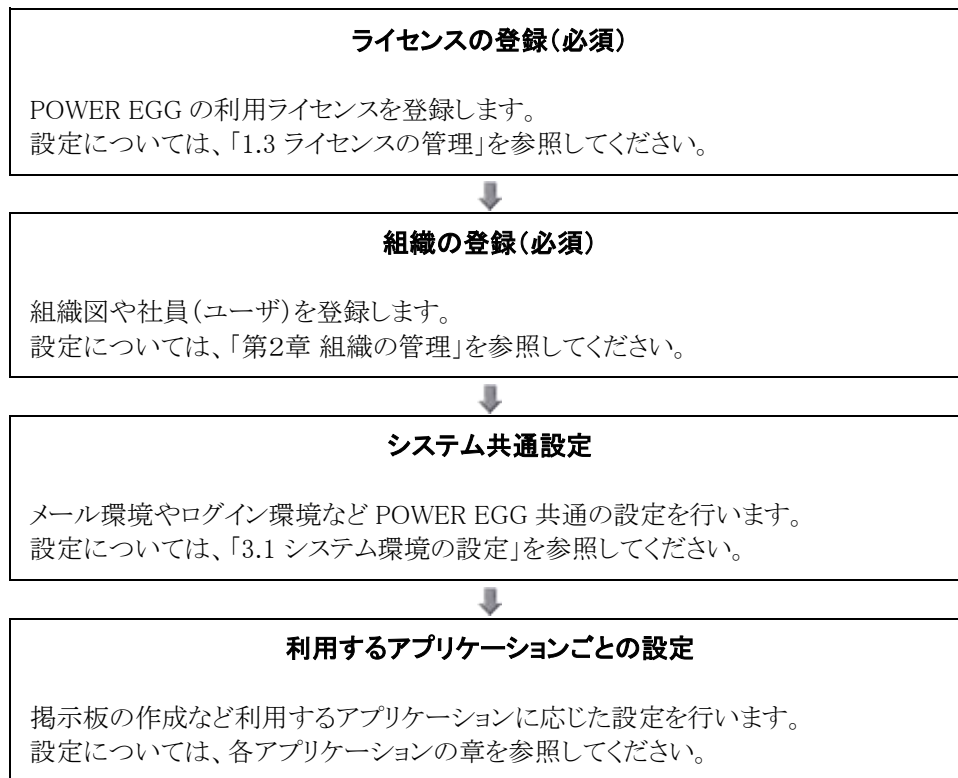 ライセンスの登録(必須)
POWER EGG の利用ライセンスを登録します。
設定については、「1.3 ライセンスの管理」を参照してください。
組織の登録(必須)
組織図や社員(ユーザ)を登録します。
設定については、「第2章 組織の管理」を参照してください。
システム共通設定
メール環境やログイン環境など POWER EGG 共通の設定を行います。
設定については、「3.1 システム環境の設定」を参照してください。
利用するアプリケーションごとの設定
掲示板の作成など利用するアプリケーションに応じた設定を行います。
設定については、各アプリケーションの章を参照してください。